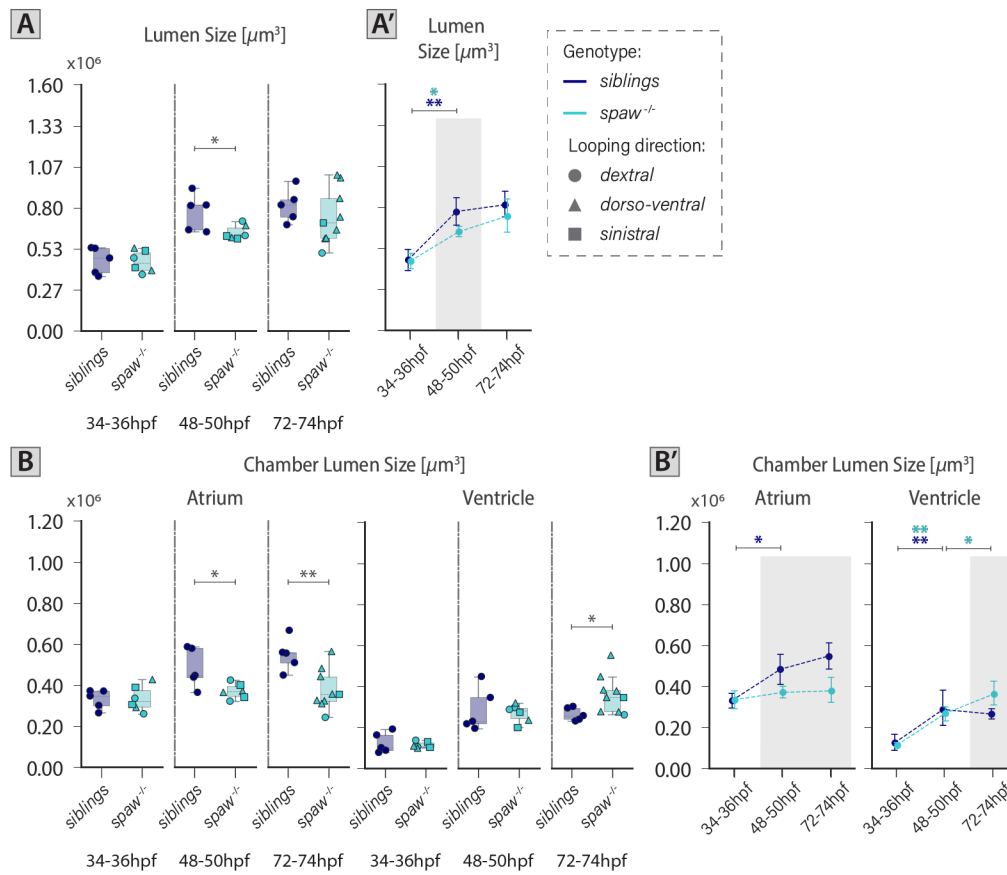 A
Lumen Size [μm³]
x10⁶
1.60
1.33
1.07
0.80
0.53
0.27
0.00
*
siblings
spaw⁻/⁻
siblings
spaw⁻/⁻
siblings
spaw⁻/⁻
34-36hpf
48-50hpf
72-74hpf
A'
Lumen
Size [μm³]
*
**
34-36hpf
48-50hpf
72-74hpf
Genotype:
siblings
spaw⁻/⁻
Looping direction:
dextral
dorso-ventral
sinistral
B
Chamber Lumen Size [μm³]
x10⁶
Atrium
Ventricle
1.20
1.00
0.80
0.60
0.40
0.20
0.00
*
**
*
siblings
spaw⁻/⁻
siblings
spaw⁻/⁻
siblings
spaw⁻/⁻
siblings
spaw⁻/⁻
siblings
spaw⁻/⁻
siblings
spaw⁻/⁻
34-36hpf
48-50hpf
72-74hpf
34-36hpf
48-50hpf
72-74hpf
B'
Chamber Lumen Size [μm³]
x10⁶
Atrium
Ventricle
1.20
1.00
0.80
0.60
0.40
0.20
0.00
*
**
**
*
34-36hpf
48-50hpf
72-74hpf
34-36hpf
48-50hpf
72-74hpf